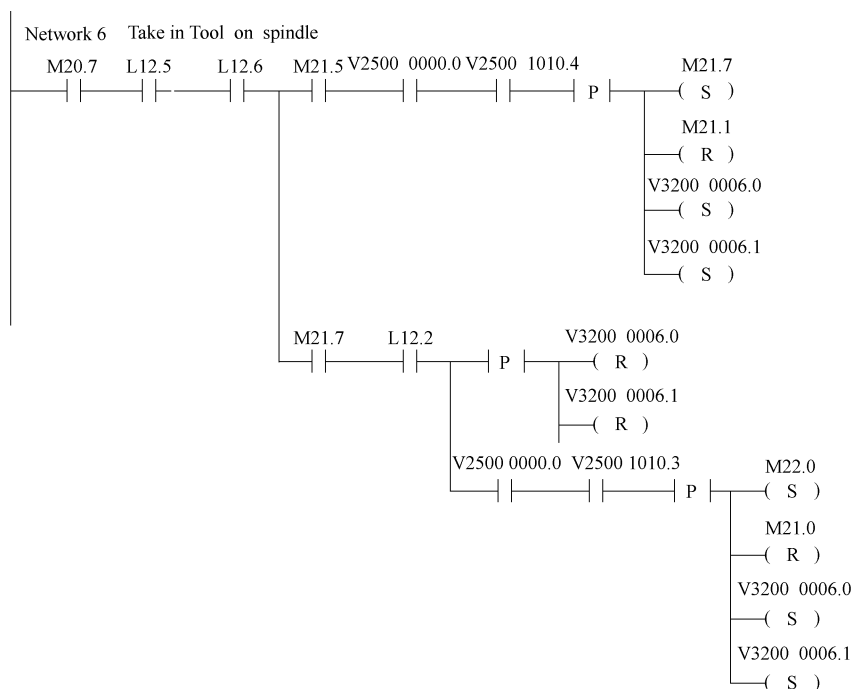 Network 6 Take in Tool on spindle
M20.7 L12.5 L12.6 M21.5 V2500 0000.0 V2500 1010.4 M21.7
P ( S )
M21.1
( R )
V3200 0006.0
( S )
V3200 0006.1
( S )
M21.7 L12.2 V3200 0006.0
P ( R )
V3200 0006.1
( R )
V2500 0000.0 V2500 1010.3 M22.0
P ( S )
M21.0
( R )
V3200 0006.0
( S )
V3200 0006.1
( S )